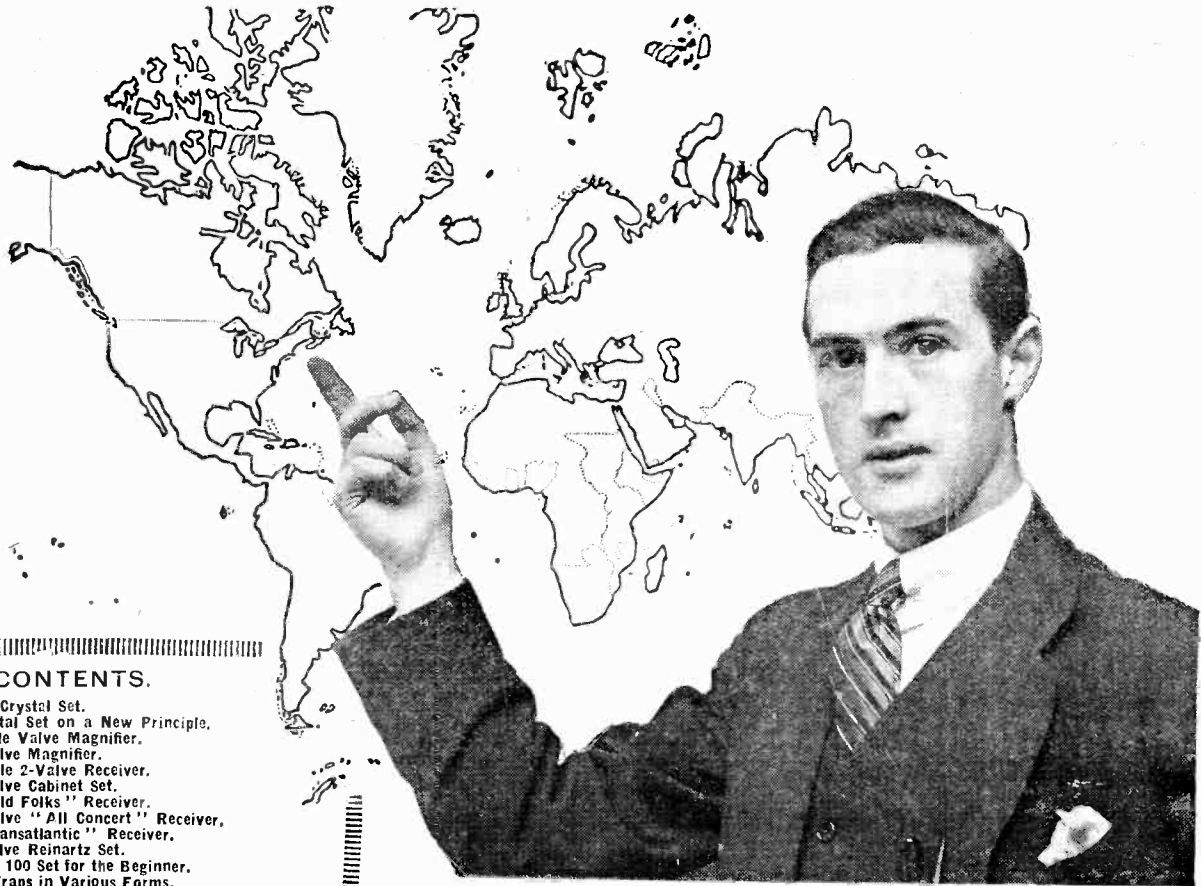 CONTENTS.
Crystal Set.
tal Set on a New Principle.
le Valve Magnifier.
lve Magnifier.
le 2-Valve Receiver.
lve Cabinet Set.
ld Folks" Receiver.
lve "All Concert" Receiver.
ansatlantic" Receiver.
lve Reinartz Set.
100 Set for the Beginner.
Traps in Various Forms.